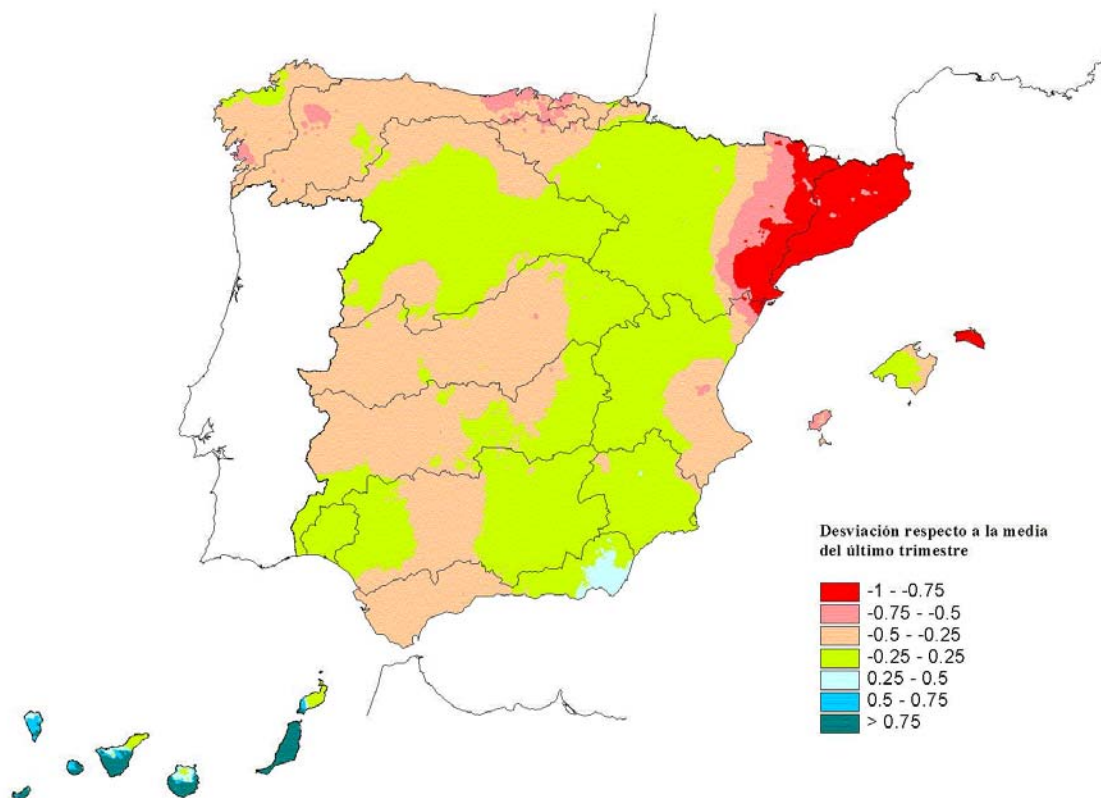 Desviación respecto a la media
del último trimestre
-1 - -0.75
-0.75 - -0.5
-0.5 - -0.25
-0.25 - 0.25
0.25 - 0.5
0.5 - 0.75
> 0.75